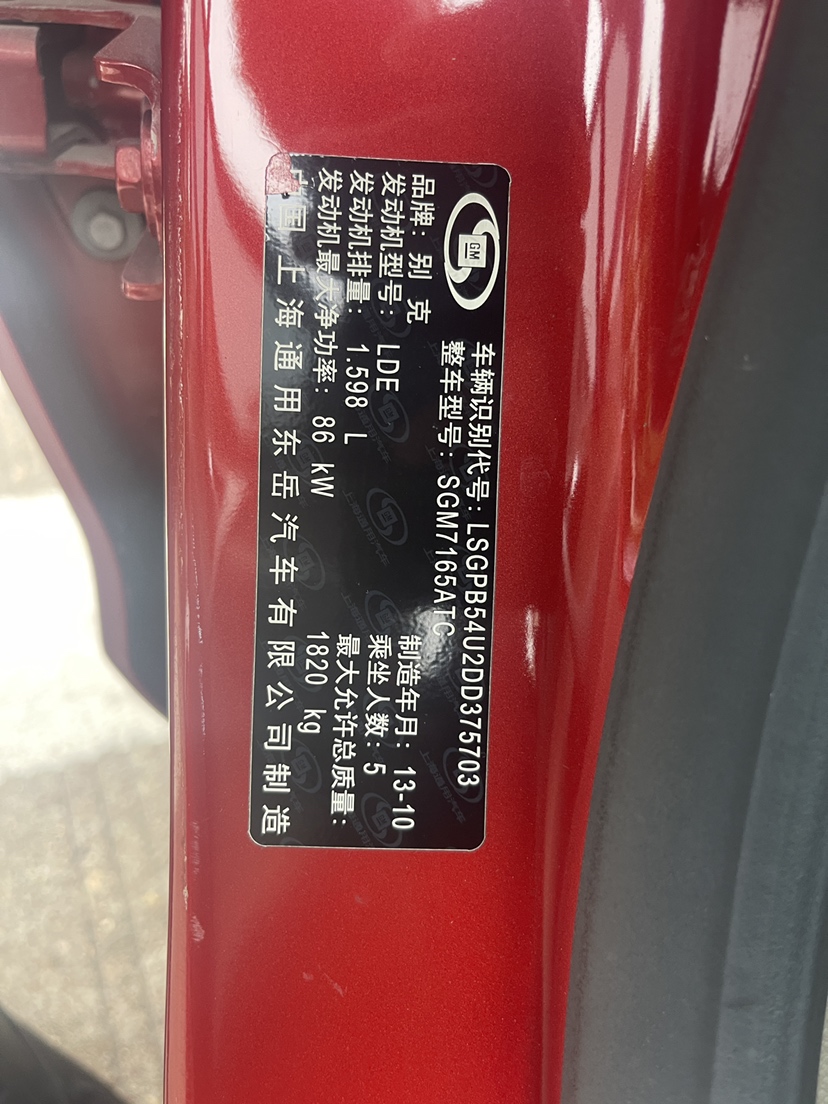 GM
车辆识别代号:LSGPB54U2DD375703
整车型号:SGM7165ATC
品牌:别 克
制造年月:13-10
发动机型号:LDE
乘坐人数:5
发动机排量:1.598 L
最大允许总质量:
发动机最大净功率:86 kW
1820 kg
中国上海通用东岳汽车有限公司制造